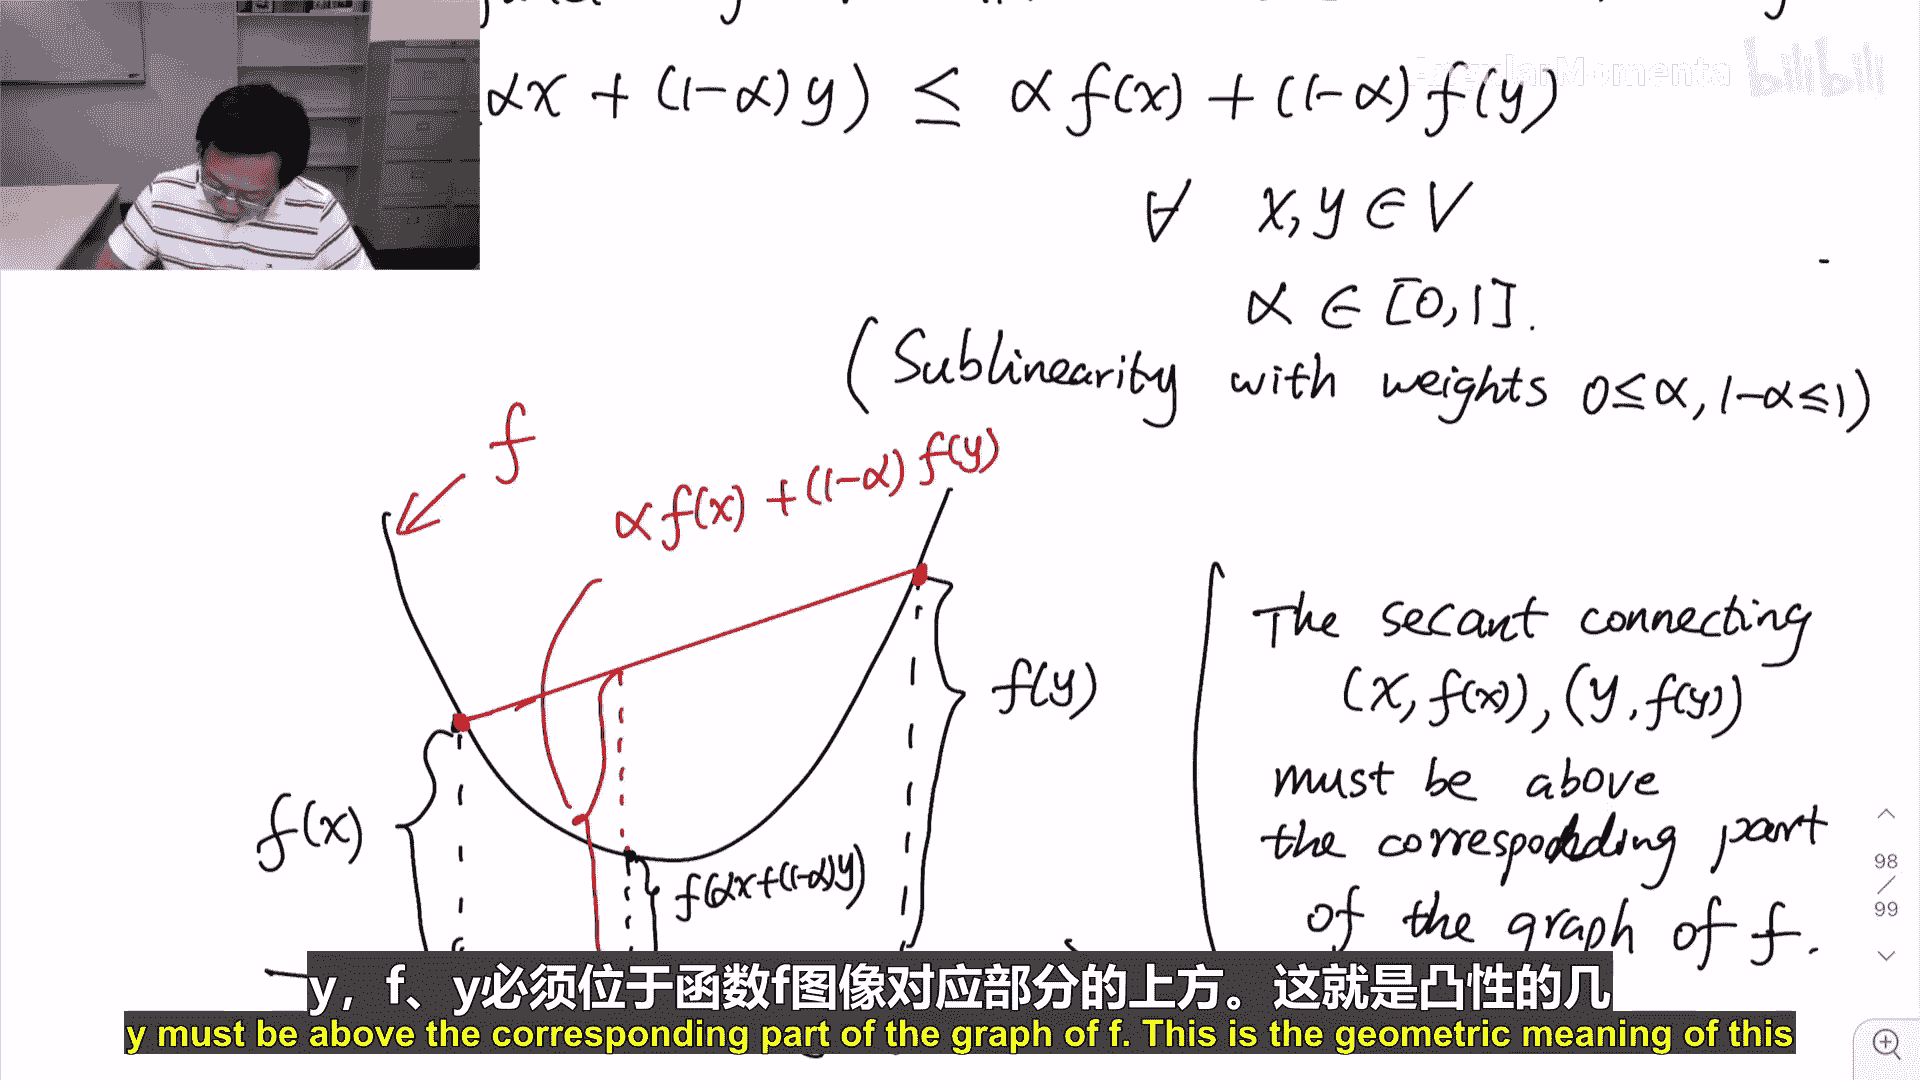 αx + (1-α) y ) ≤ α f(x) + (1-α) f(y)
bilibili
∀ x, y ∈ V
α ∈ [0, 1].
(Sublinearity with weights 0≤α, 1-α≤1)
f
α f(x) + (1-α) f(y)
f(x)
f(y)
f(αx+(1-α)y)
The secant connecting
(x, f(x)), (y, f(y))
must be above
the corresponding part
of the graph of f.
98
/
99
y，f、y必须位于函数f图像对应部分的上方。这就是凸性的几
y must be above the corresponding part of the graph of f. This is the geometric meaning of this